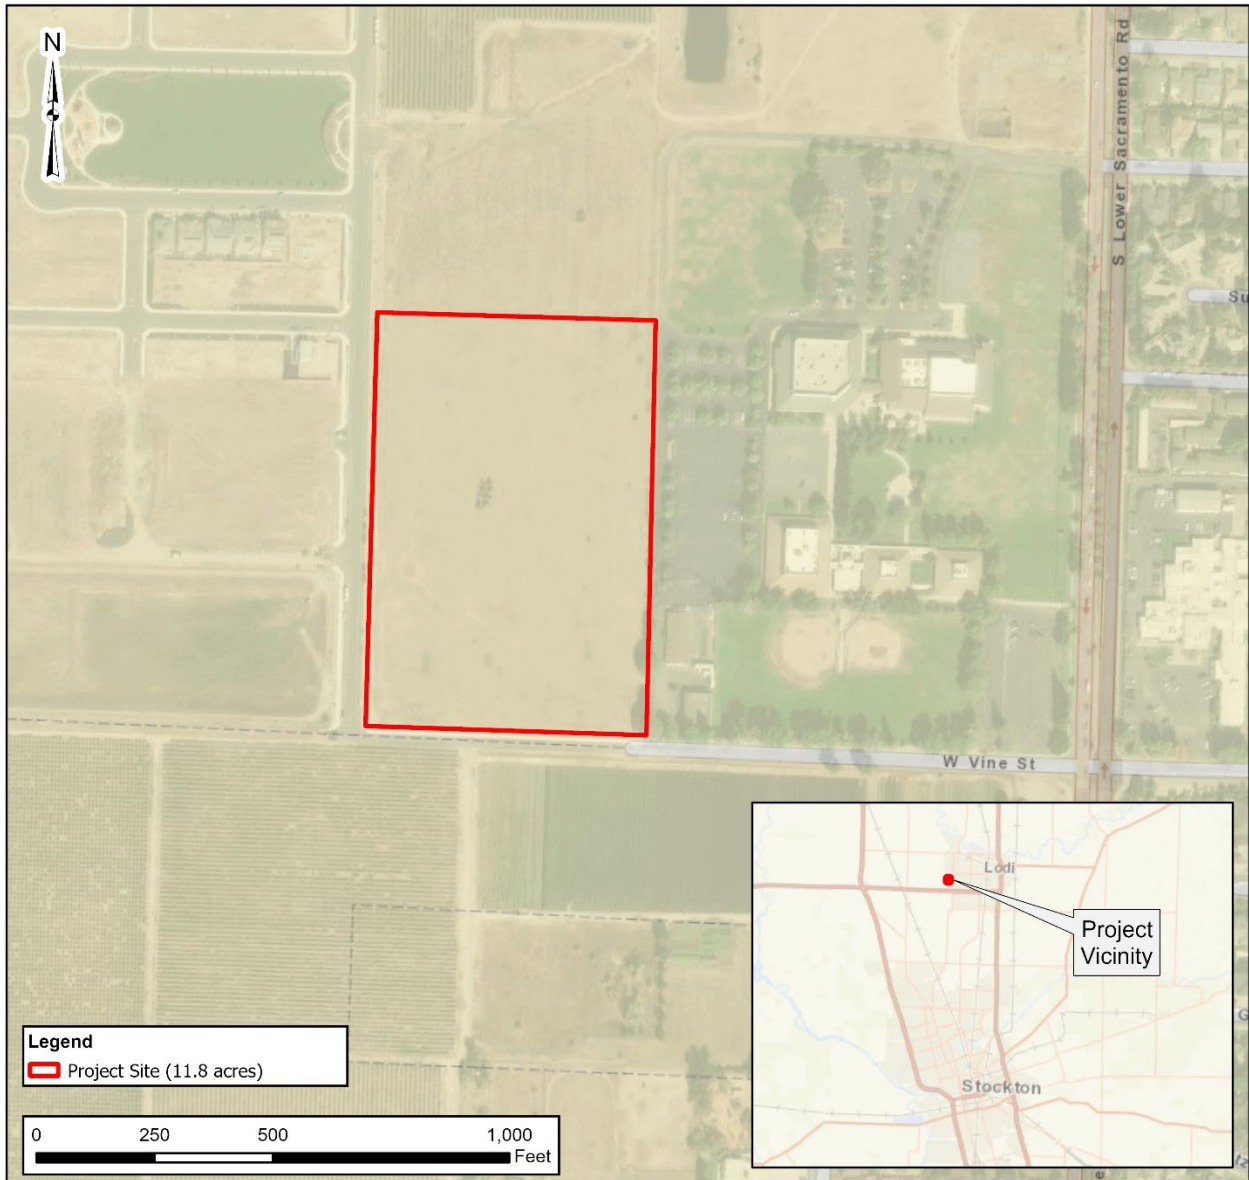 N
S Lower Sacramento Rd
Su
W Vine St
Lodi
Project
Vicinity
Stockton
G
Legend
Project Site (11.8 acres)
0 250 500 1,000
Feet